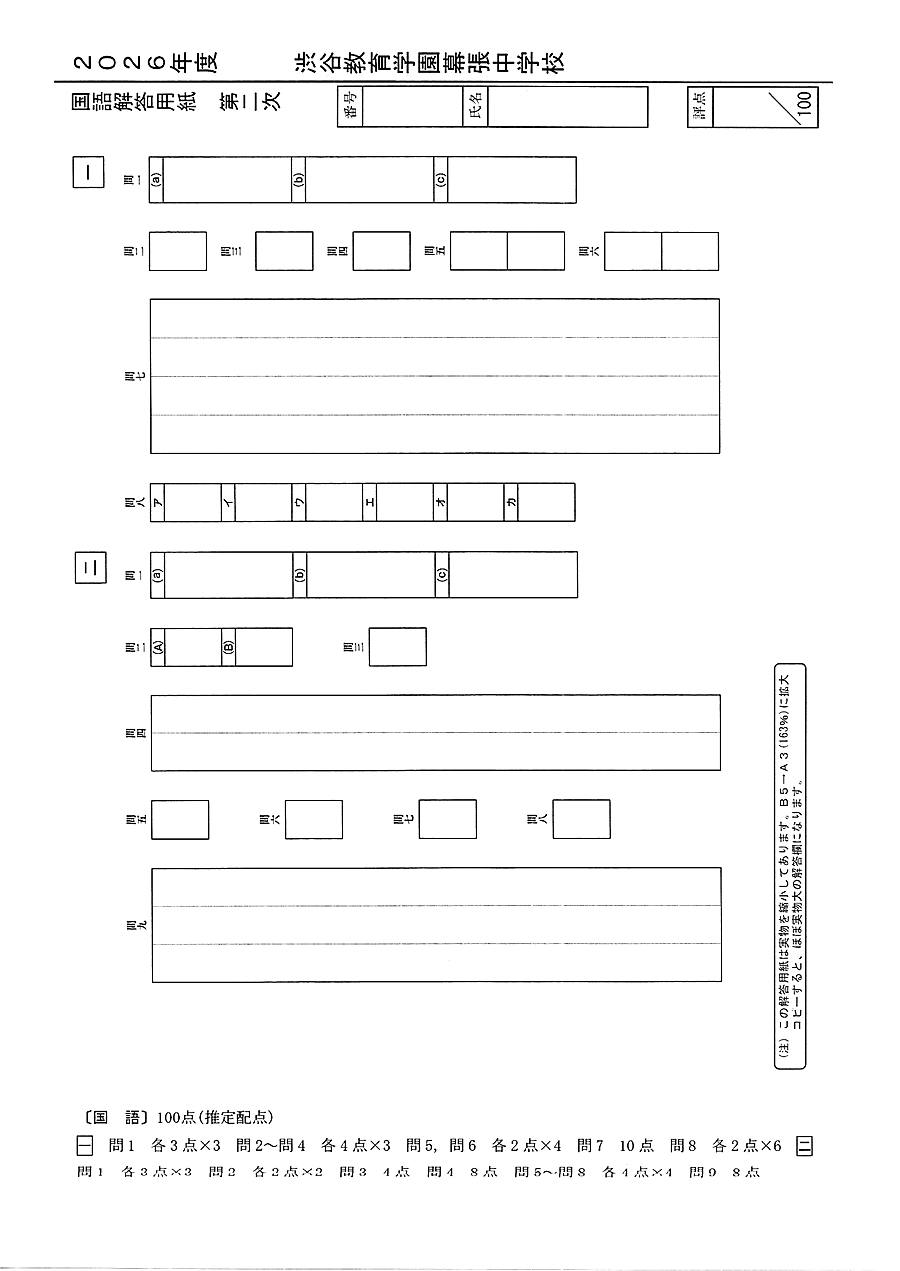 2026年度　渋谷教育学園幕張中学校
国語解答用紙　第二次
番号　氏名　評点　／100
一
問一　(a)　(b)　(c)
問二　問三　問四　問五　問六
問七
問八　ア　イ　ウ　エ　オ　カ
二
問一　(a)　(b)　(c)
問二　(A)　(B)　問三
問四
問五　問六　問七　問八
問九
(注)　この解答用紙は実物を縮小してあります。B5→A3(163%)に拡大
コピーすると、ほぼ実物大の解答欄になります。
〔国　語〕100点(推定配点)
一　問1　各3点×3　問2～問4　各4点×3　問5，問6　各2点×4　問7　10点　問8　各2点×6　二
問1　各3点×3　問2　各2点×2　問3　4点　問4　8点　問5～問8　各4点×4　問9　8点